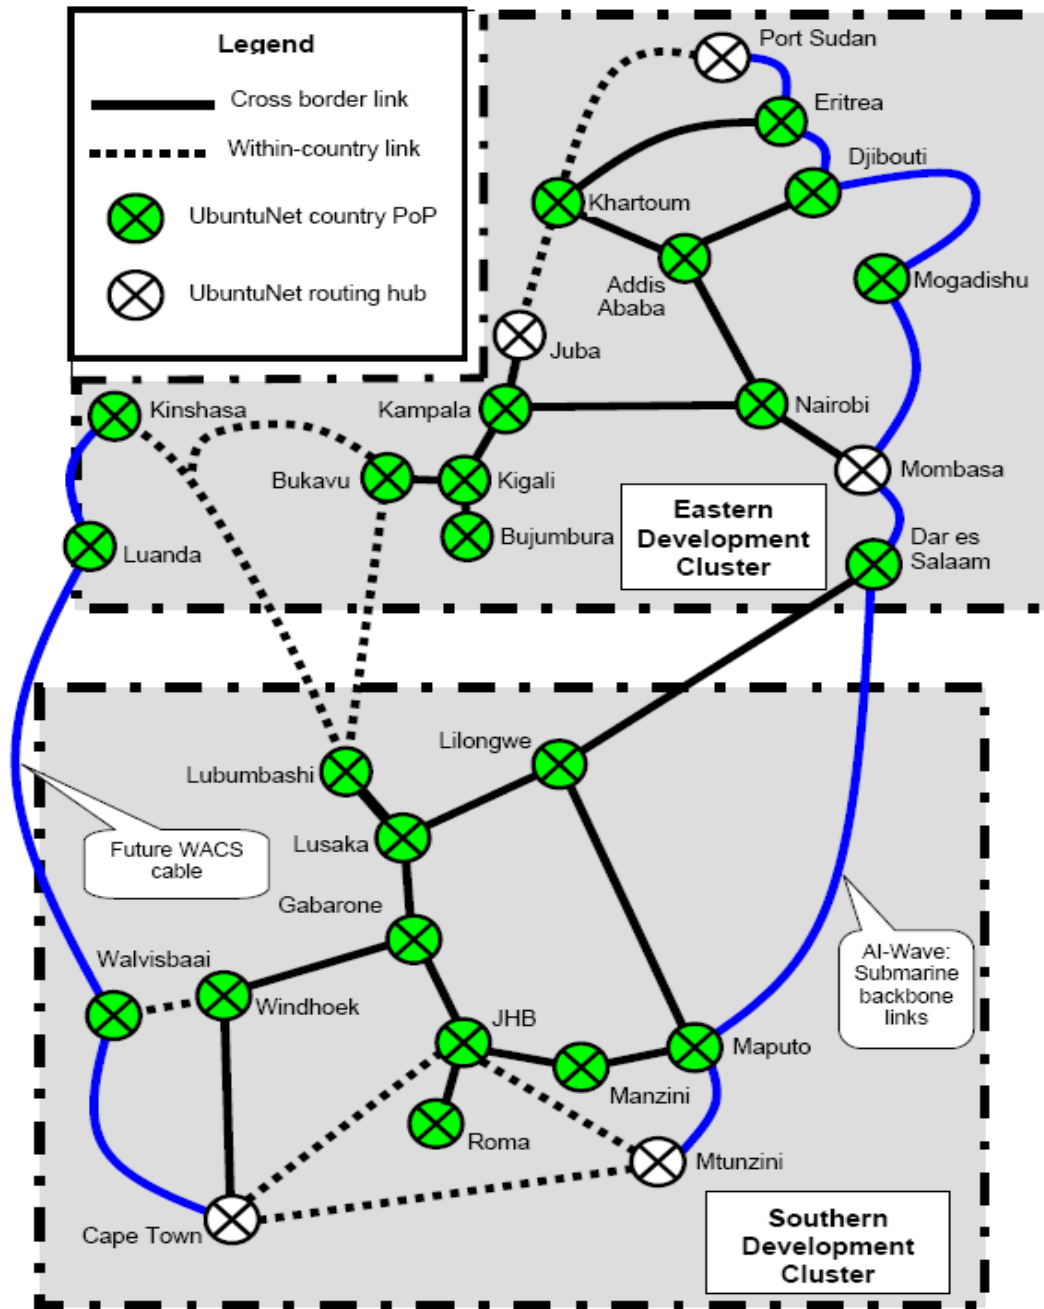 Legend
Cross border link
Within-country link
UbuntuNet country PoP
UbuntuNet routing hub
Port Sudan
Eritrea
Djibouti
Khartoum
Addis
Ababa
Mogadishu
Juba
Kinshasa
Kampala
Nairobi
Bukavu
Kigali
Mombasa
Bujumbura
Luanda
Dar es
Salaam
Eastern
Development
Cluster
Lilongwe
Lubumbashi
Lusaka
Future WACS
cable
Gabarone
Walvisbaai
Windhoek
AI-Wave:
Submarine
backbone
links
JHB
Maputo
Manzini
Roma
Mtunzini
Cape Town
Southern
Development
Cluster